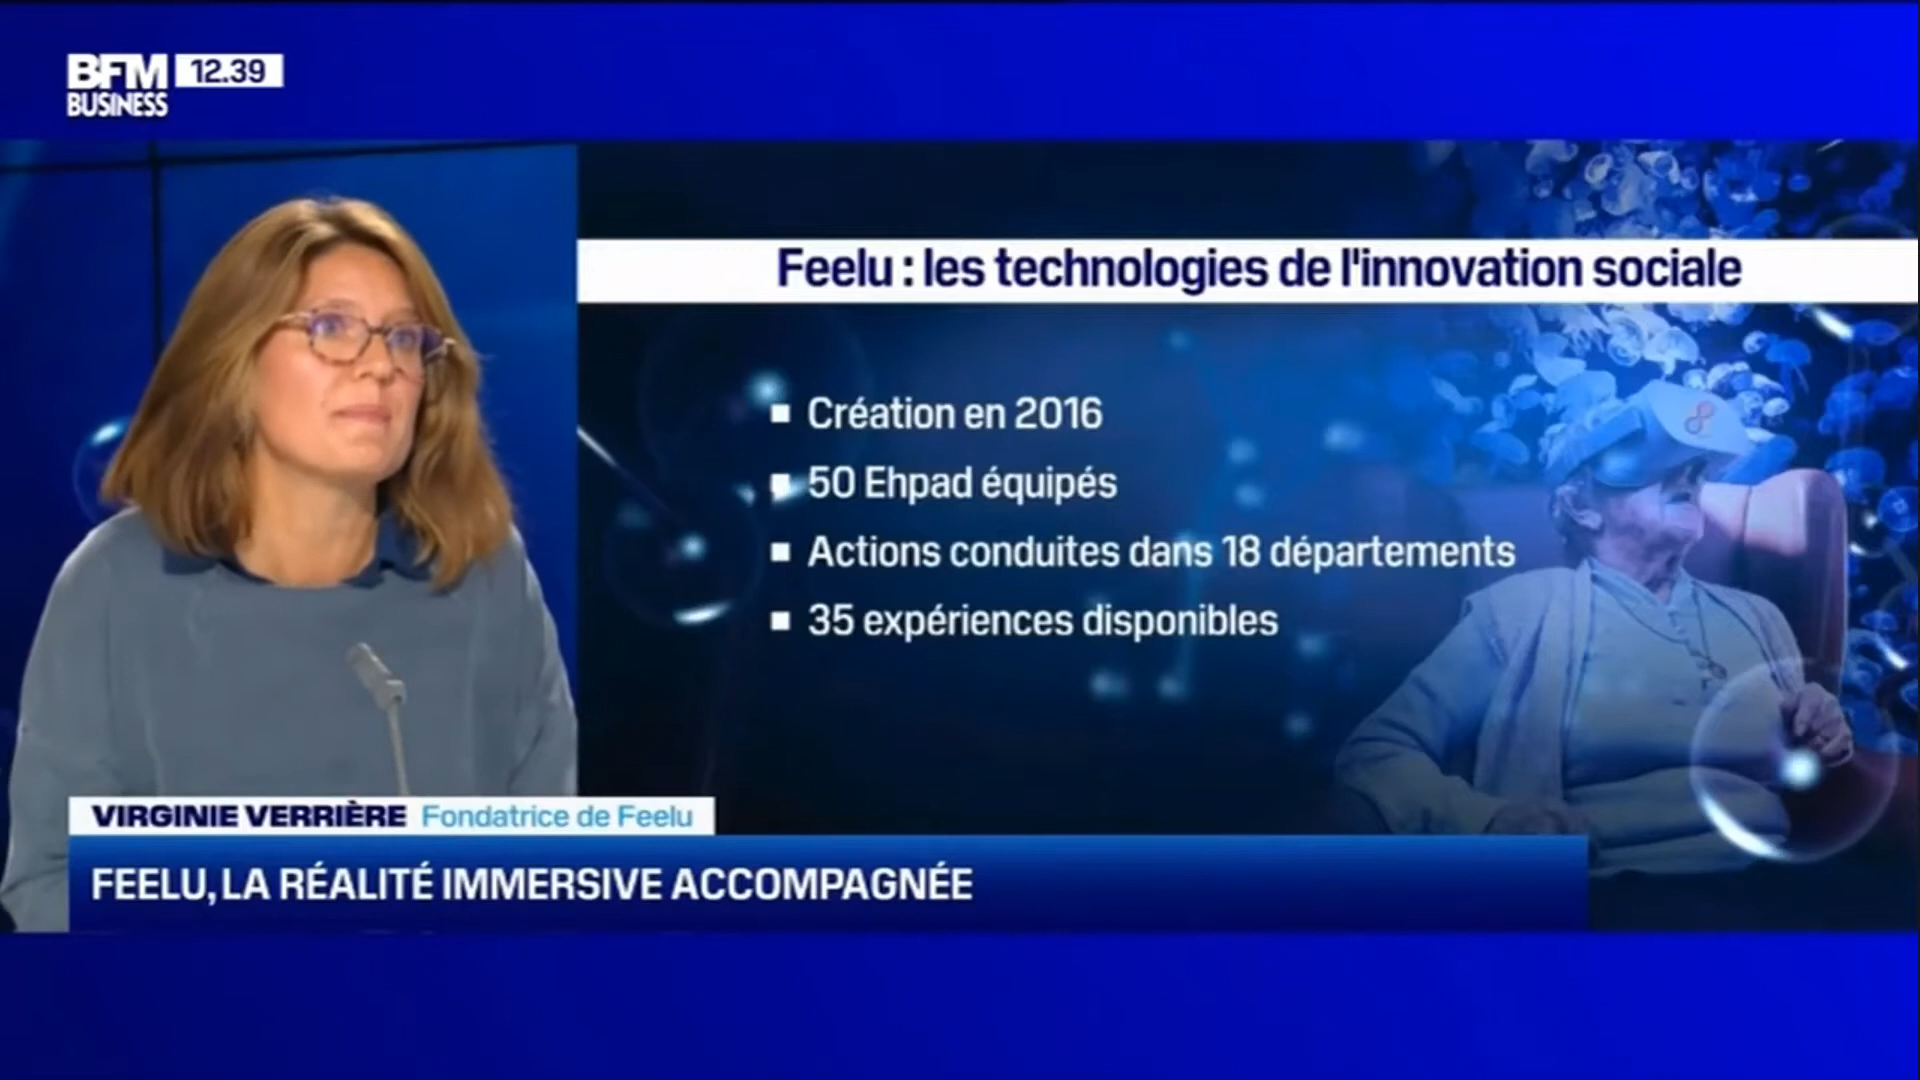 BFM 12.39
BUSINESS
Feelu : les technologies de l'innovation sociale
Création en 2016
50 Ehpad équipés
Actions conduites dans 18 départements
35 expériences disponibles
VIRGINIE VERRIÈRE Fondatrice de Feelu
FEELU, LA RÉALITÉ IMMERSIVE ACCOMPAGNÉE